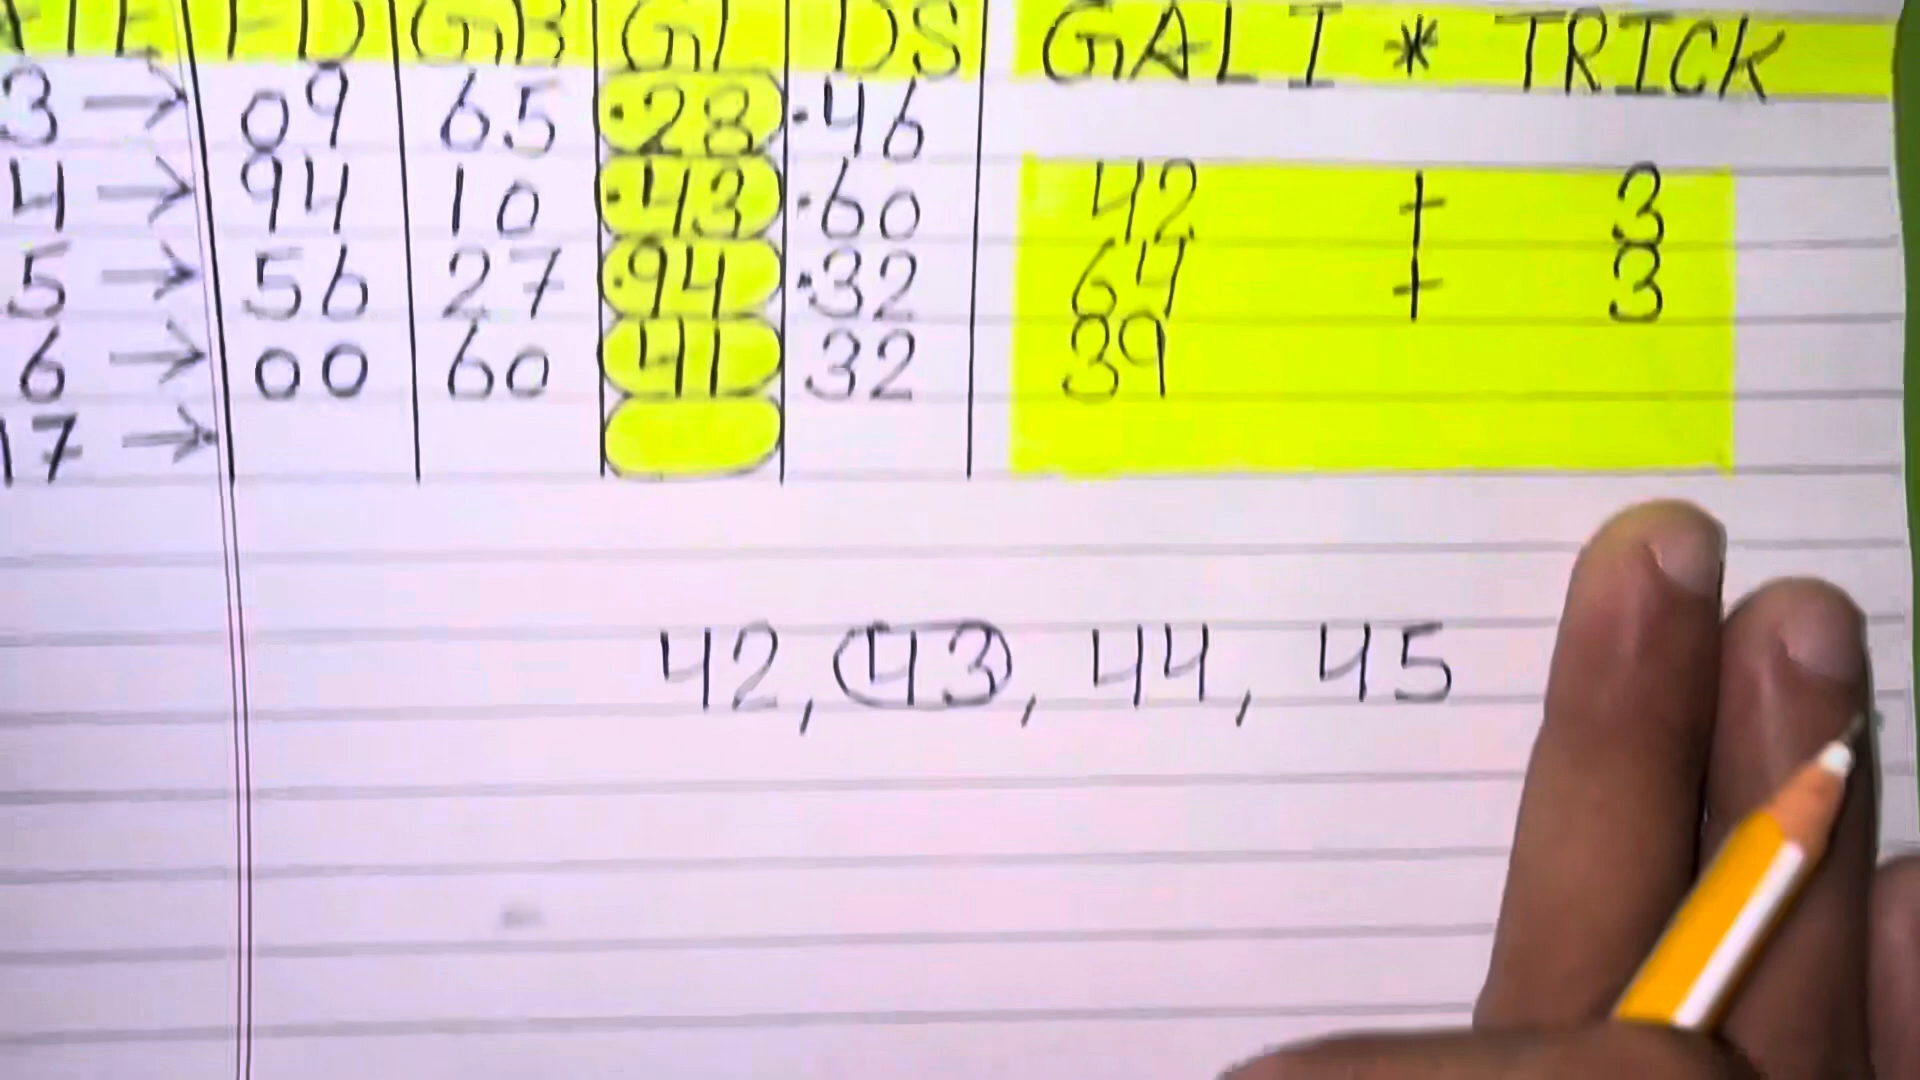 ATE FD GB GL DS GALI * TRICK
3 → 09 65 ·28 ·46
4 → 94 10 ·43 ·60 42 + 3
5 → 56 27 ·94 ·32 64 + 3
6 → 00 60 41 32 39
17 →
42, 43, 44, 45